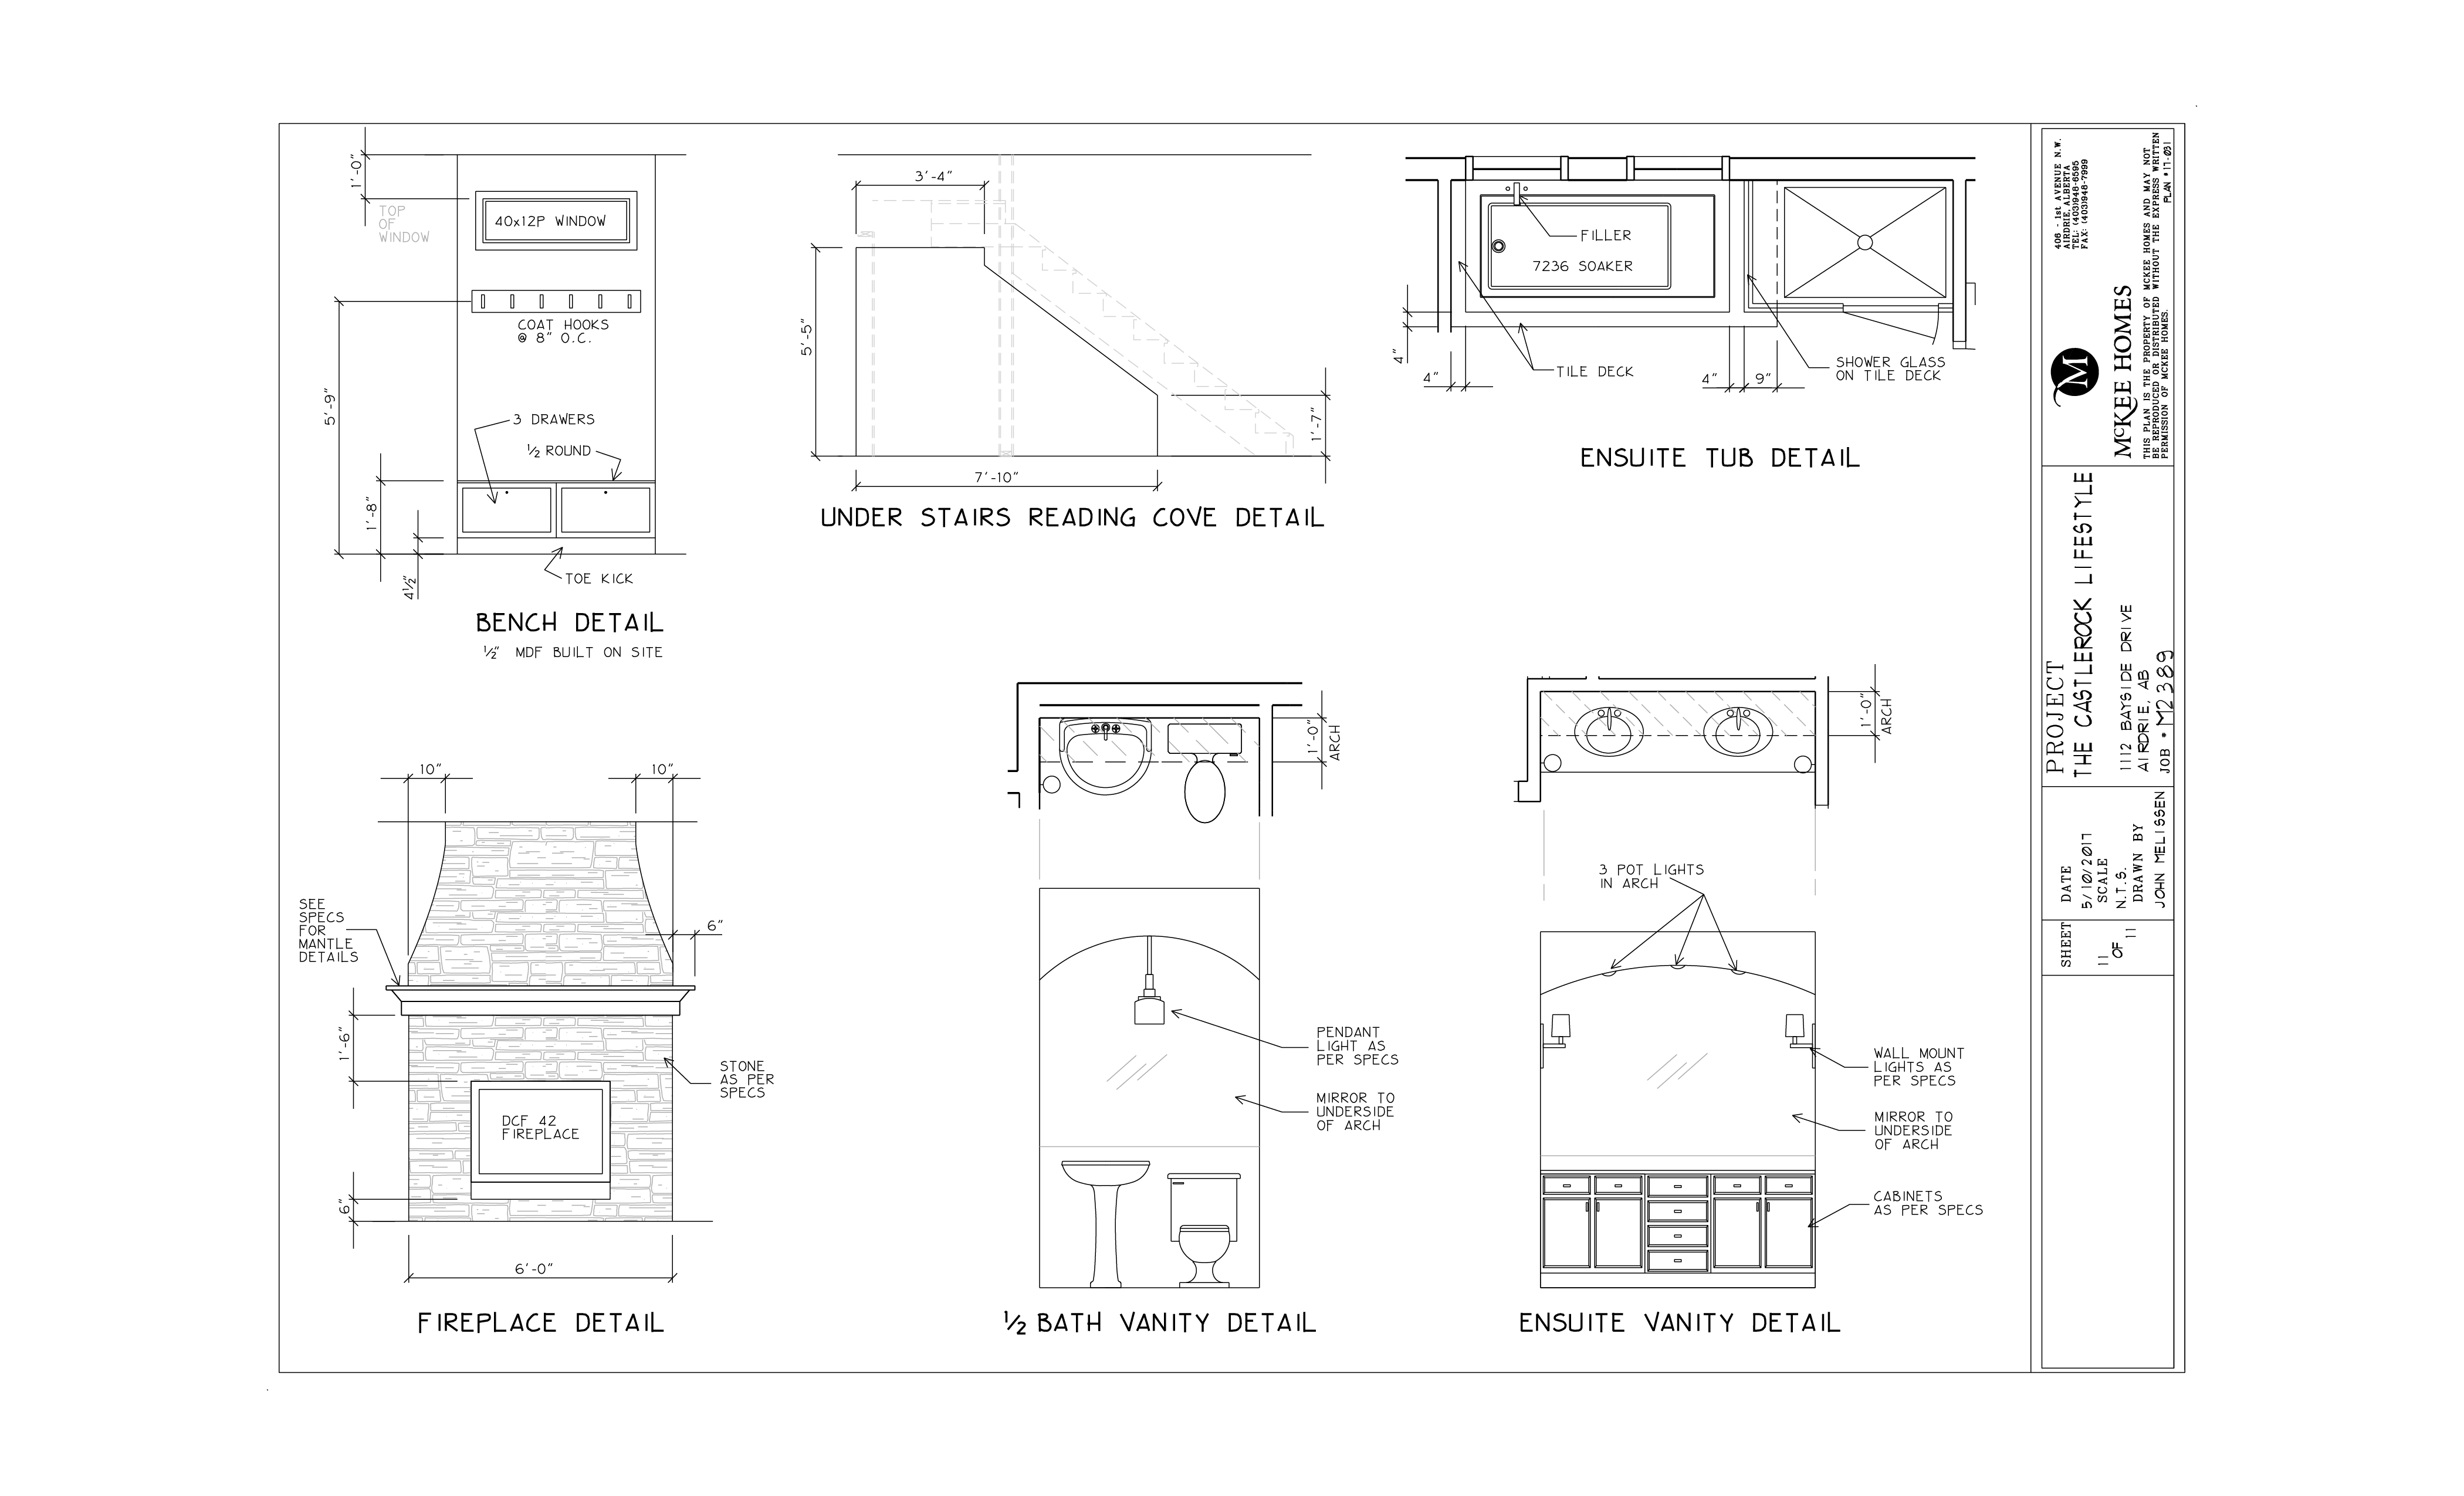 1'-0"
TOP
OF
WINDOW
40x12P WINDOW
COAT HOOKS
@ 8" O.C.
5'-9"
3 DRAWERS
½ ROUND
1'-8"
4½"
TOE KICK
BENCH DETAIL
½" MDF BUILT ON SITE
3'-4"
5'-5"
1'-7"
7'-10"
UNDER STAIRS READING COVE DETAIL
FILLER
7236 SOAKER
4"
4"
TILE DECK
4"
9"
SHOWER GLASS
ON TILE DECK
ENSUITE TUB DETAIL
10"
10"
SEE
SPECS
FOR
MANTLE
DETAILS
6"
1'-6"
STONE
AS PER
SPECS
DCF 42
FIREPLACE
6"
6'-0"
FIREPLACE DETAIL
1'-0"
ARCH
PENDANT
LIGHT AS
PER SPECS
MIRROR TO
UNDERSIDE
OF ARCH
½ BATH VANITY DETAIL
1'-0"
ARCH
3 POT LIGHTS
IN ARCH
WALL MOUNT
LIGHTS AS
PER SPECS
MIRROR TO
UNDERSIDE
OF ARCH
CABINETS
AS PER SPECS
ENSUITE VANITY DETAIL
406 - 1st AVENUE N.W.
AIRDRIE, ALBERTA
TEL: (403)948-6595
FAX: (403)948-7999
M
McKEE HOMES
THIS PLAN IS THE PROPERTY OF MCKEE HOMES AND MAY NOT
BE REPRODUCED OR DISTRIBUTED WITHOUT THE EXPRESS WRITTEN
PERMISSION OF MCKEE HOMES.
PLAN #17-031
PROJECT
THE CASTLEROCK LIFESTYLE
1112 BAYSIDE DRIVE
AIRDRIE, AB
JOB # M2389
DATE
5/10/2017
SCALE
N.T.S.
DRAWN BY
JOHN MELISSEN
SHEET
11
OF
11